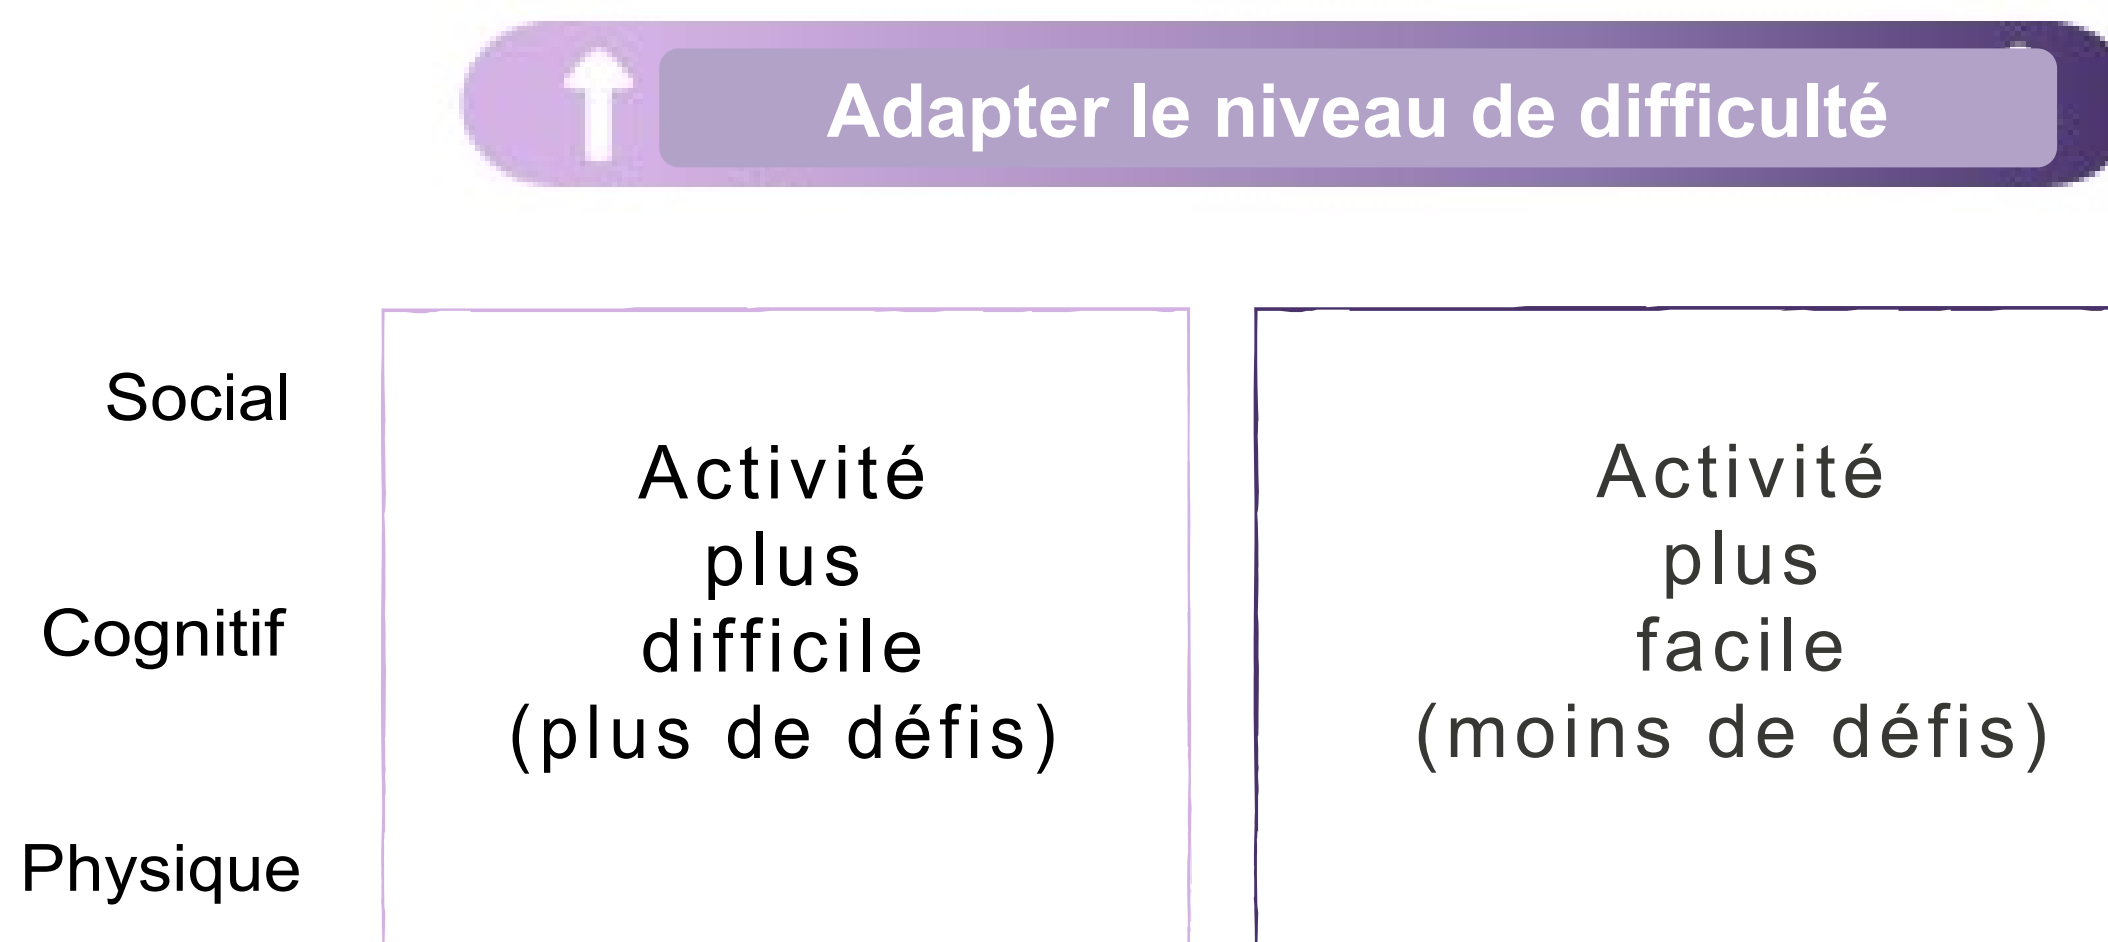 Adapter le niveau de difficulté
Social
Cognitif
Physique
Activité
plus
difficile
(plus de défis)
Activité
plus
facile
(moins de défis)